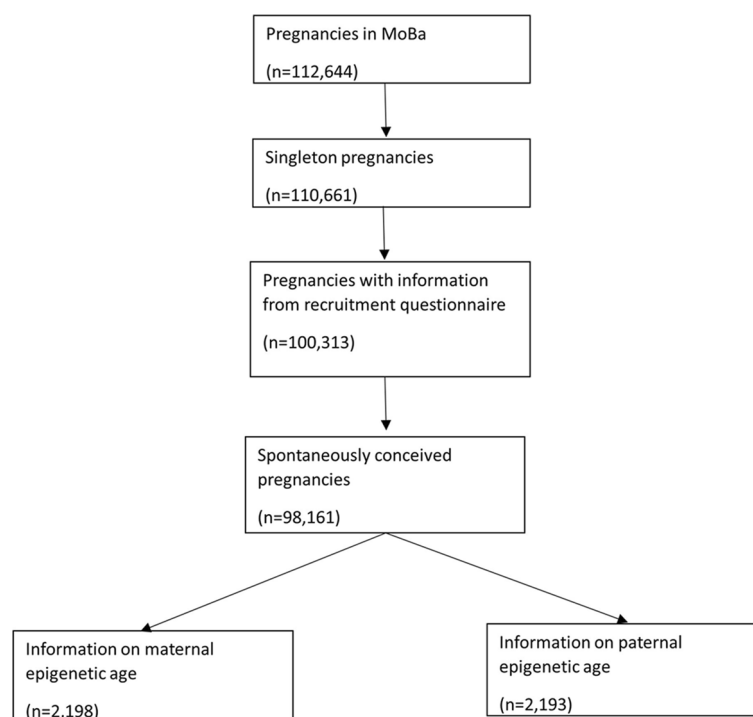 Pregnancies in MoBa
(n=112,644)
Singleton pregnancies
(n=110,661)
Pregnancies with information
from recruitment questionnaire
(n=100,313)
Spontaneously conceived
pregnancies
(n=98,161)
Information on maternal
epigenetic age
(n=2,198)
Information on paternal
epigenetic age
(n=2,193)